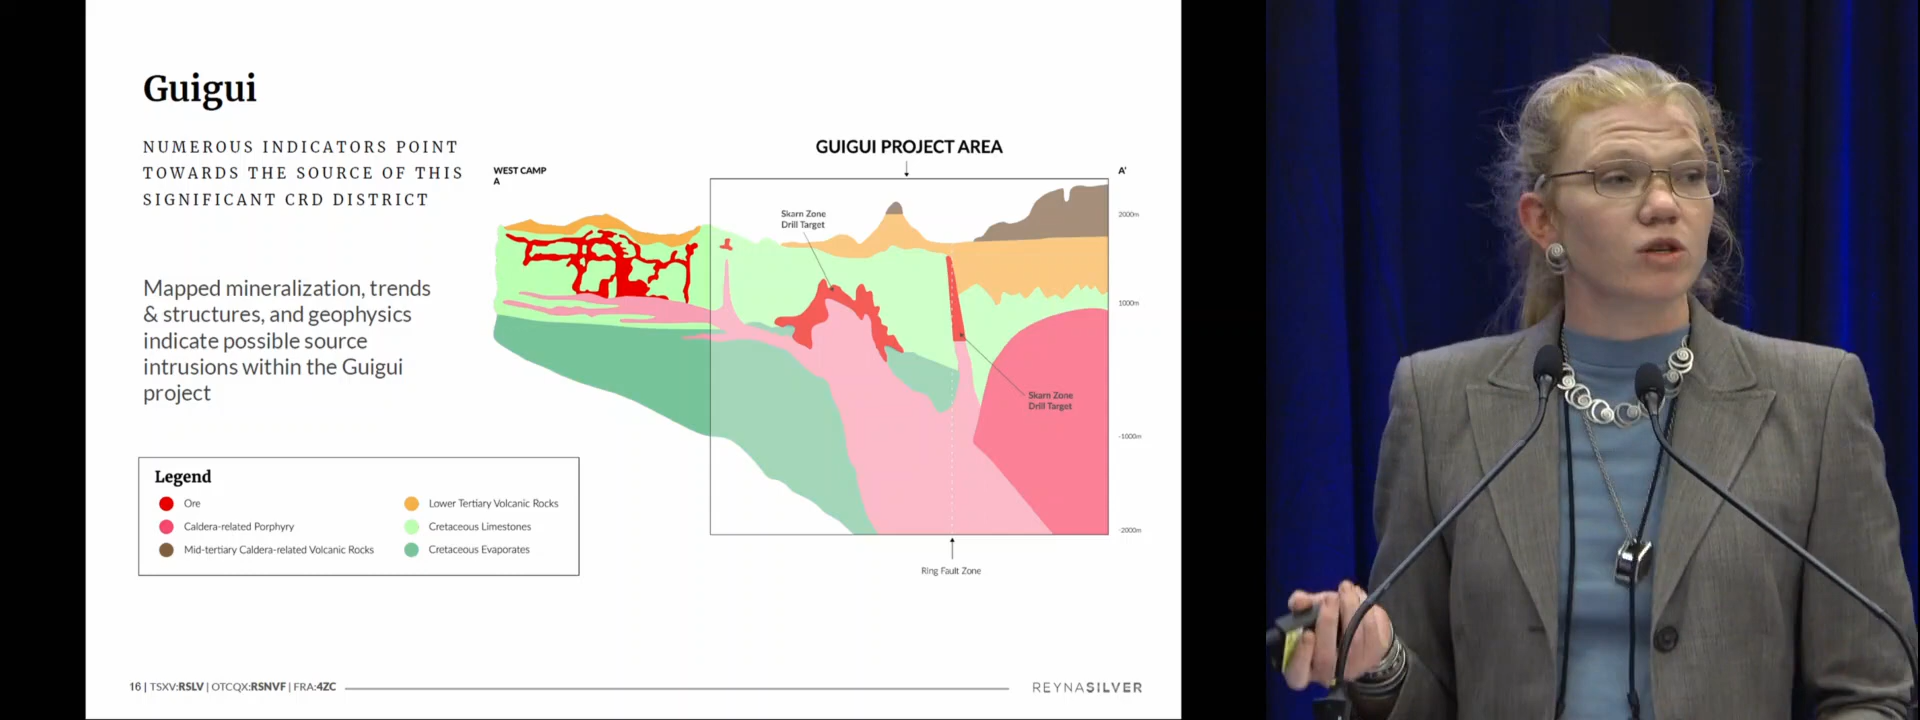 Guigui
NUMEROUS INDICATORS POINT
TOWARDS THE SOURCE OF THIS
SIGNIFICANT CRD DISTRICT
Mapped mineralization, trends
& structures, and geophysics
indicate possible source
intrusions within the Guigui
project
WEST CAMP
A
GUIGUI PROJECT AREA
A'
Skarn Zone
Drill Target
2000m
1000m
Skarn Zone
Drill Target
-1000m
-2000m
Ring Fault Zone
Legend
Ore
Caldera-related Porphyry
Mid-tertiary Caldera-related Volcanic Rocks
Lower Tertiary Volcanic Rocks
Cretaceous Limestones
Cretaceous Evaporates
16 | TSXV:RSLV | OTCQX:RSNVF | FRA:4ZC
REYNASILVER